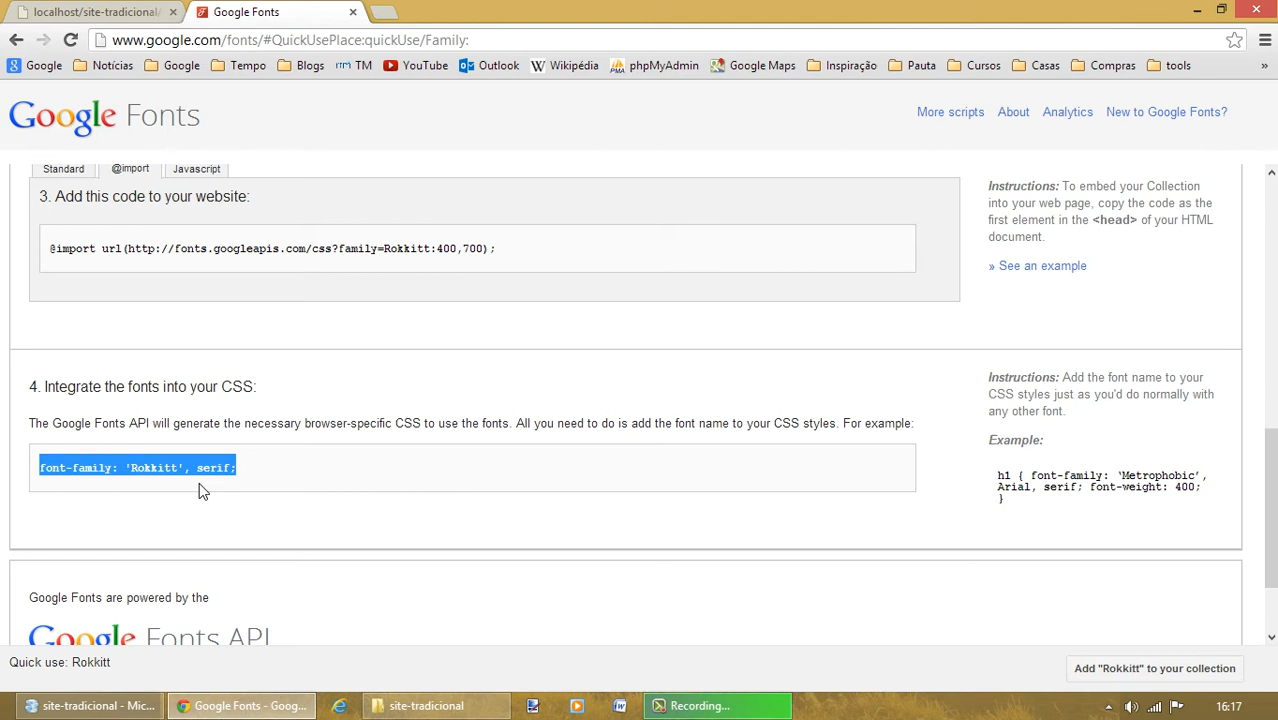 localhost/site-tradicional/
Google Fonts
www.google.com/fonts/#QuickUsePlace:quickUse/Family:
Google
Notícias
Google
Tempo
Blogs
TM
YouTube
Outlook
W Wikipédia
phpMyAdmin
Google Maps
Inspiração
Pauta
Cursos
Casas
Compras
tools
»
Google Fonts
More scripts
About
Analytics
New to Google Fonts?
Standard
@import
Javascript
3. Add this code to your website:
@import url(http://fonts.googleapis.com/css?family=Rokkitt:400,700);
Instructions: To embed your Collection
into your web page, copy the code as the
first element in the <head> of your HTML
document.
» See an example
4. Integrate the fonts into your CSS:
The Google Fonts API will generate the necessary browser-specific CSS to use the fonts. All you need to do is add the font name to your CSS styles. For example:
font-family: 'Rokkitt', serif;
Instructions: Add the font name to your
CSS styles just as you'd do normally with
any other font.
Example:
h1 { font-family: ‘Metrophobic’,
Arial, serif; font-weight: 400;
}
Google Fonts are powered by the
Google Fonts API
Quick use: Rokkitt
Add "Rokkitt" to your collection
site-tradicional - Mic...
Google Fonts - Goog...
site-tradicional
Recording...
16:17